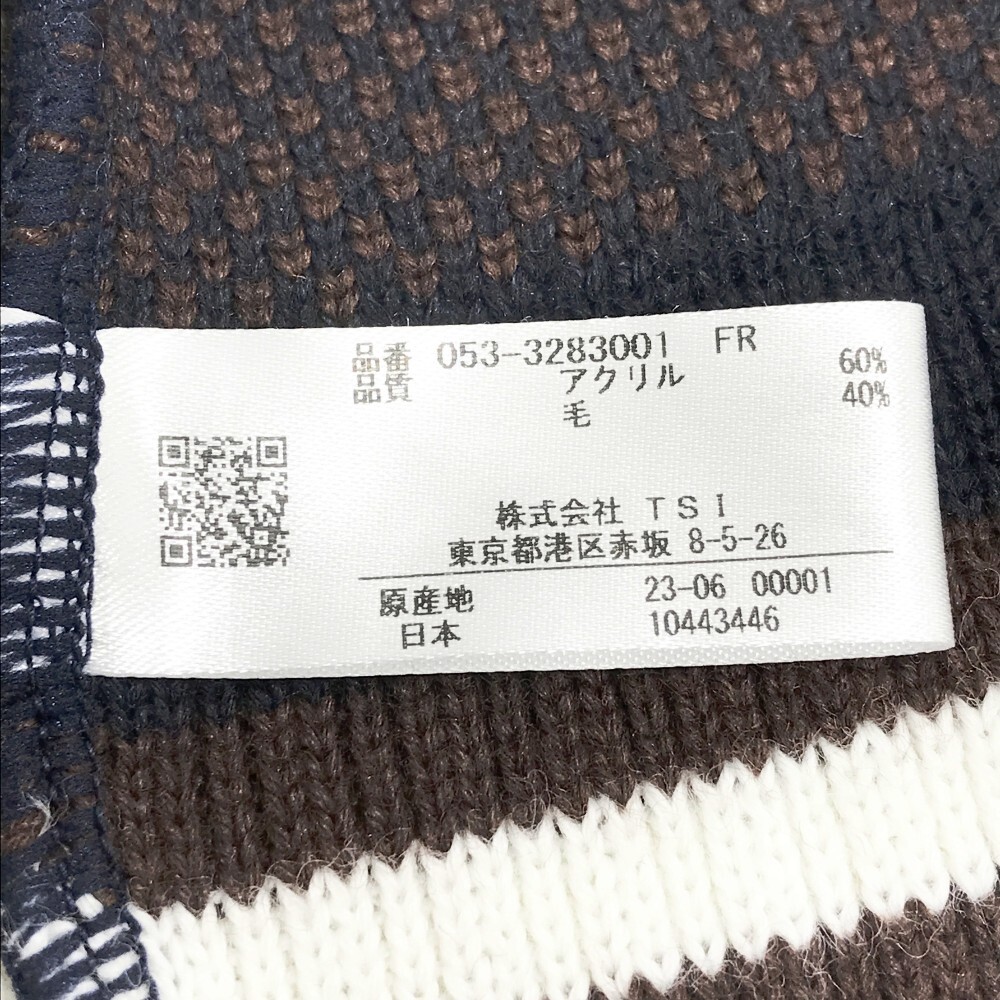 品番 053-3283001 FR
品質 アクリル 60%
毛 40%
株式会社 TSI
東京都港区赤坂 8-5-26
原産地 23-06 00001
日本 10443446